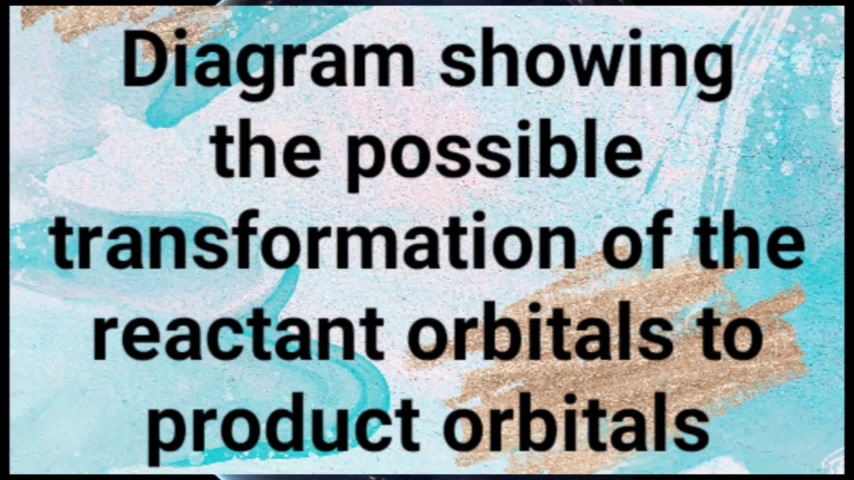 Diagram showing
the possible
transformation of the
reactant orbitals to
product orbitals